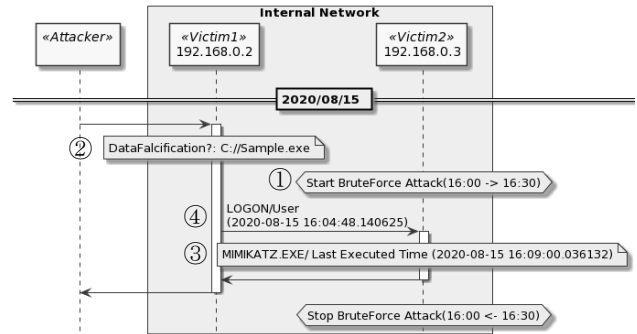 Internal Network
«Attacker»
«Victim1»
192.168.0.2
«Victim2»
192.168.0.3
2020/08/15
② DataFalcification?: C://Sample.exe
① Start BruteForce Attack(16:00 -> 16:30)
④ LOGON/User
(2020-08-15 16:04:48.140625)
③ MIMIKATZ.EXE/ Last Executed Time (2020-08-15 16:09:00.036132)
Stop BruteForce Attack(16:00 <- 16:30)